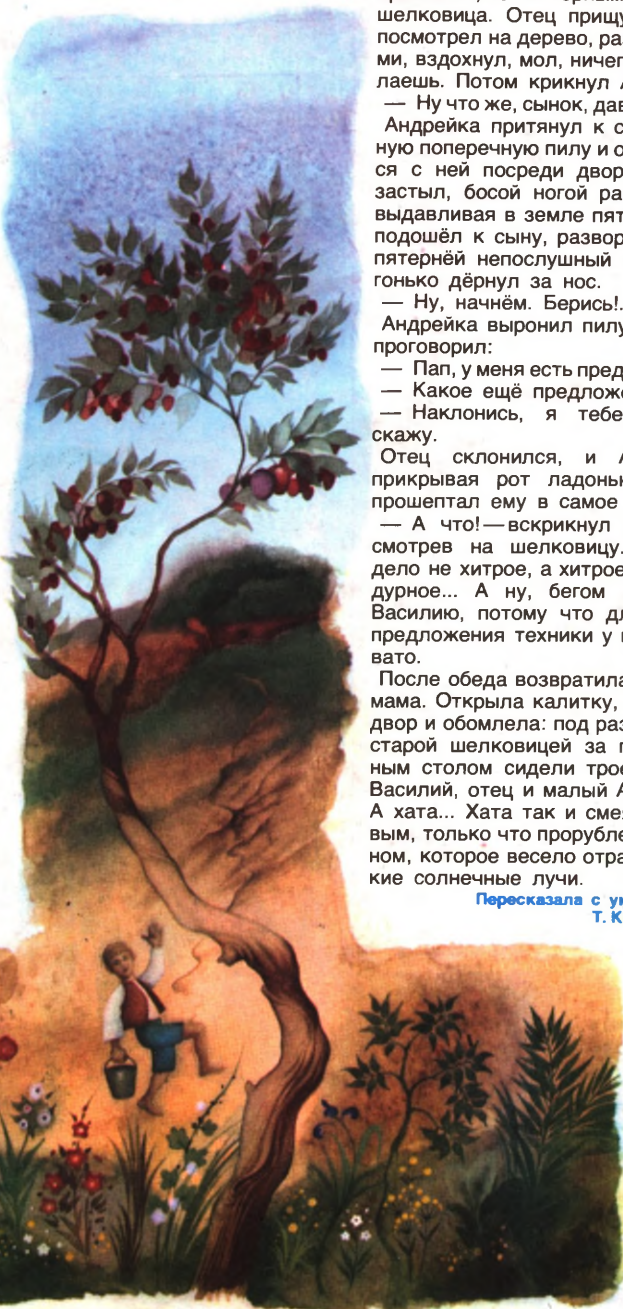 шелковица. Отец прищу
посмотрел на дерево, ра
ми, вздохнул, мол, ниче
лаешь. Потом крикнул
— Ну что же, сынок, да
Андрейка притянул к с
ную поперечную пилу и о
ся с ней посреди двор
застыл, босой ногой ра
выдавливая в земле пят
подошёл к сыну, развор
пятернёй непослушный
гонько дёрнул за нос.
— Ну, начнём. Берись!.
Андрейка выронил пилу
проговорил:
— Пап, у меня есть пред
— Какое ещё предлож
— Наклонись, я тебе
скажу.
Отец склонился, и А
прикрывая рот ладоны
прошептал ему в самое
— А что!—вскрикнул
смотрев на шелковицу.
дело не хитрое, а хитрое
дурное... А ну, бегом
Василию, потому что дл
предложения техники у
вато.
После обеда возвратила
мама. Открыла калитку,
двор и обомлела: под раз
старой шелковицей за п
ным столом сидели трое
Василий, отец и малый А
А хата... Хата так и сме
вым, только что прорубле
ном, которое весело отра
кие солнечные лучи.
Пересказала с ук
Т. К